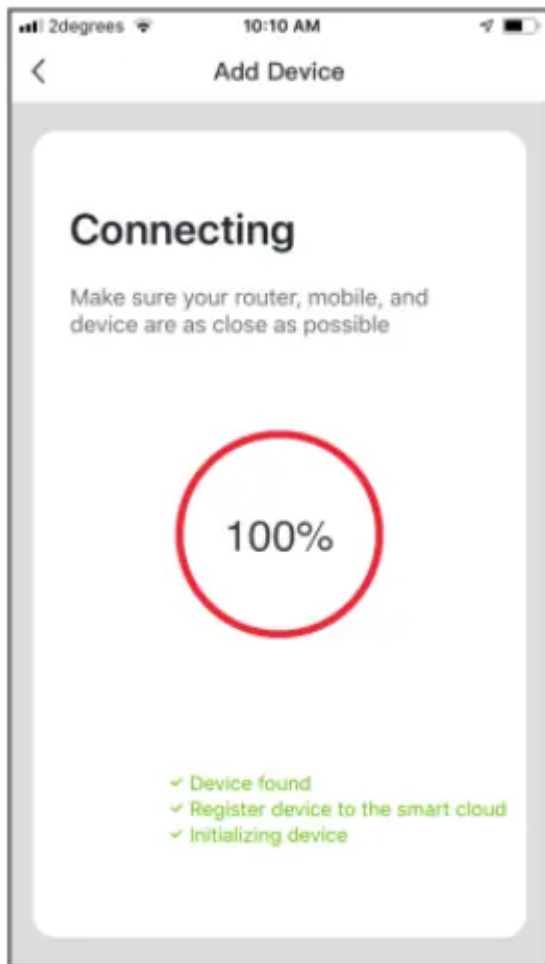 2degrees 10:10 AM
Add Device
Connecting
Make sure your router, mobile, and
device are as close as possible
100%
Device found
Register device to the smart cloud
Initializing device